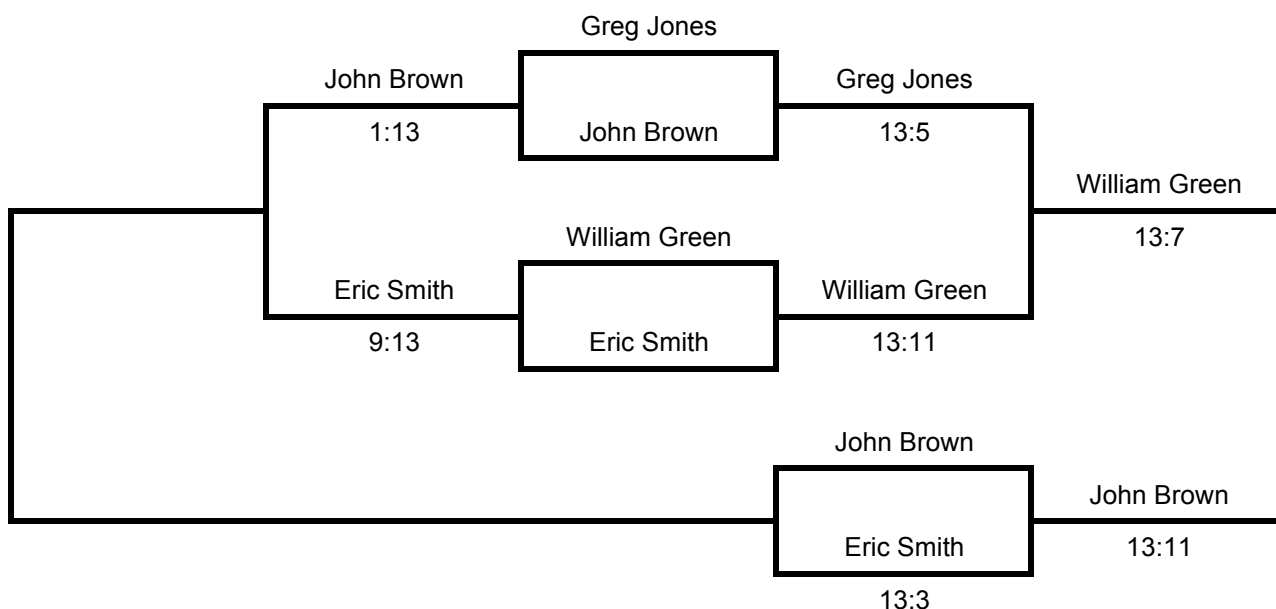 Greg Jones
John Brown
Greg Jones
1:13
John Brown
13:5
William Green
William Green
13:7
Eric Smith
William Green
9:13
Eric Smith
13:11
John Brown
John Brown
Eric Smith
13:11
13:3